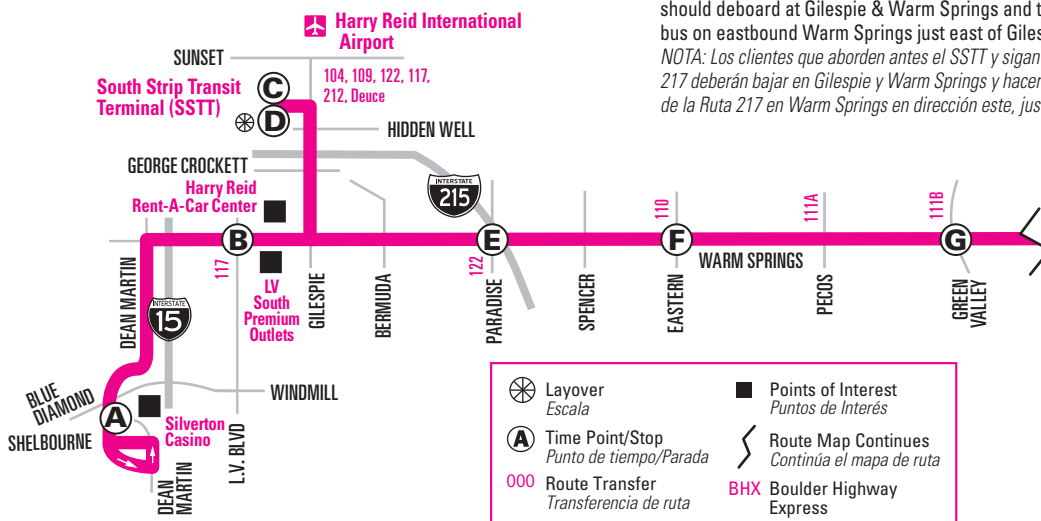 should deboard at Gilespie & Warm Springs and
bus on eastbound Warm Springs just east of
NOTA: Los clientes que aborden antes el SSTT y sigan
217 deberán bajar en Gilespie y Warm Springs y
de la Ruta 217 en Warm Springs en dirección este,
Harry Reid International
Airport
SUNSET
104, 109, 122, 117,
212, Deuce
South Strip Transit
Terminal (SSTT)
C
D
HIDDEN WELL
GEORGE CROCKETT
INTERSTATE
215
Harry Reid
Rent-A-Car Center
B
117
E
122
110
F
111A
111B
G
WARM SPRINGS
DEAN MARTIN
INTERSTATE
15
LV
South
Premium
Outlets
GILESPIE
BERMUDA
PARADISE
SPENCER
EASTERN
PECOS
GREEN
VALLEY
BLUE
DIAMOND
WINDMILL
A
SHELBOURNE
Silverton
Casino
DEAN
MARTIN
L.V. BLVD
Layover
Escala
A
Time Point/Stop
Punto de tiempo/Parada
000
Route Transfer
Transferencia de ruta
Points of Interest
Puntos de Interés
Route Map Continues
Continúa el mapa de ruta
BHX
Boulder Highway
Express